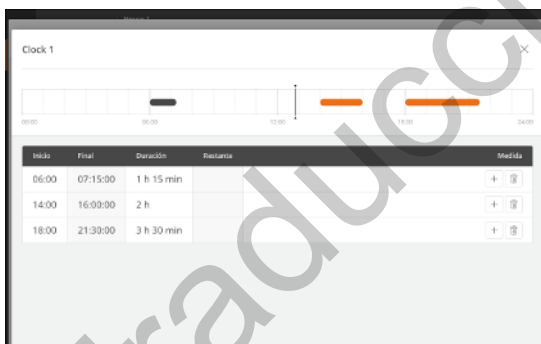 Clock 1
00:00 06:00 12:00 18:00 24:00
Inicio Final Duración Restante Medida
06:00 07:15:00 1 h 15 min
14:00 16:00:00 2 h
18:00 21:30:00 3 h 30 min
traducci